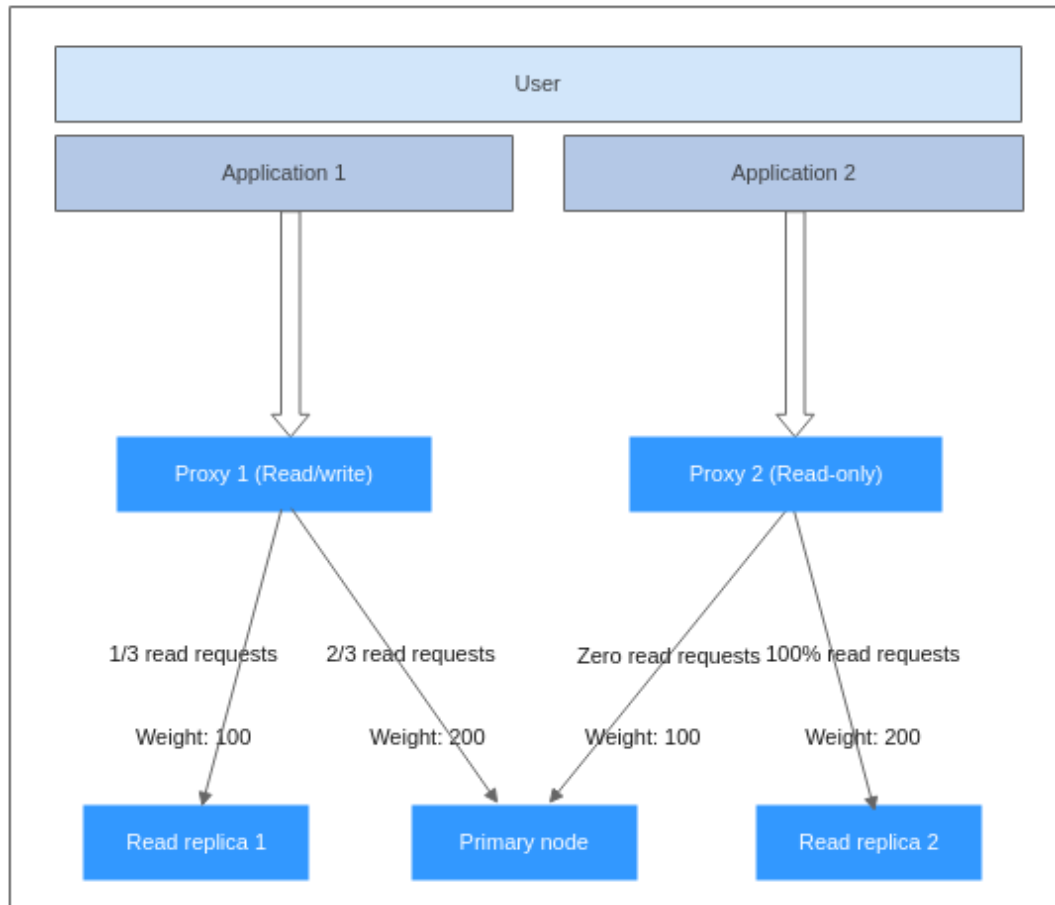 User
Application 1
Application 2
Proxy 1 (Read/write)
Proxy 2 (Read-only)
1/3 read requests
2/3 read requests
Zero read requests
100% read requests
Weight: 100
Weight: 200
Weight: 100
Weight: 200
Read replica 1
Primary node
Read replica 2